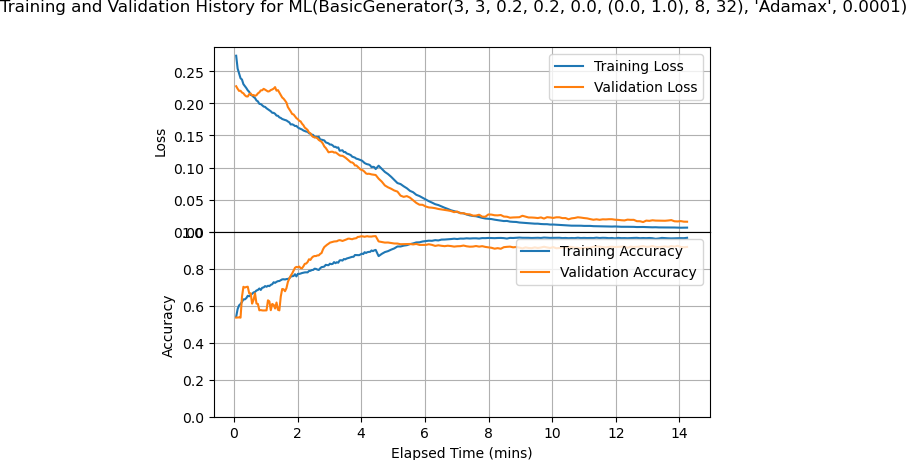 Training and Validation History for ML(BasicGenerator(3, 3, 0.2, 0.2, 0.0, (0.0, 1.0), 8, 32), 'Adamax', 0.0001)
Training Loss
Validation Loss
0.25
0.20
0.15
0.10
0.05
0.00
Loss
1.0
0.8
0.6
0.4
0.2
0.0
Accuracy
Training Accuracy
Validation Accuracy
0 2 4 6 8 10 12 14
Elapsed Time (mins)